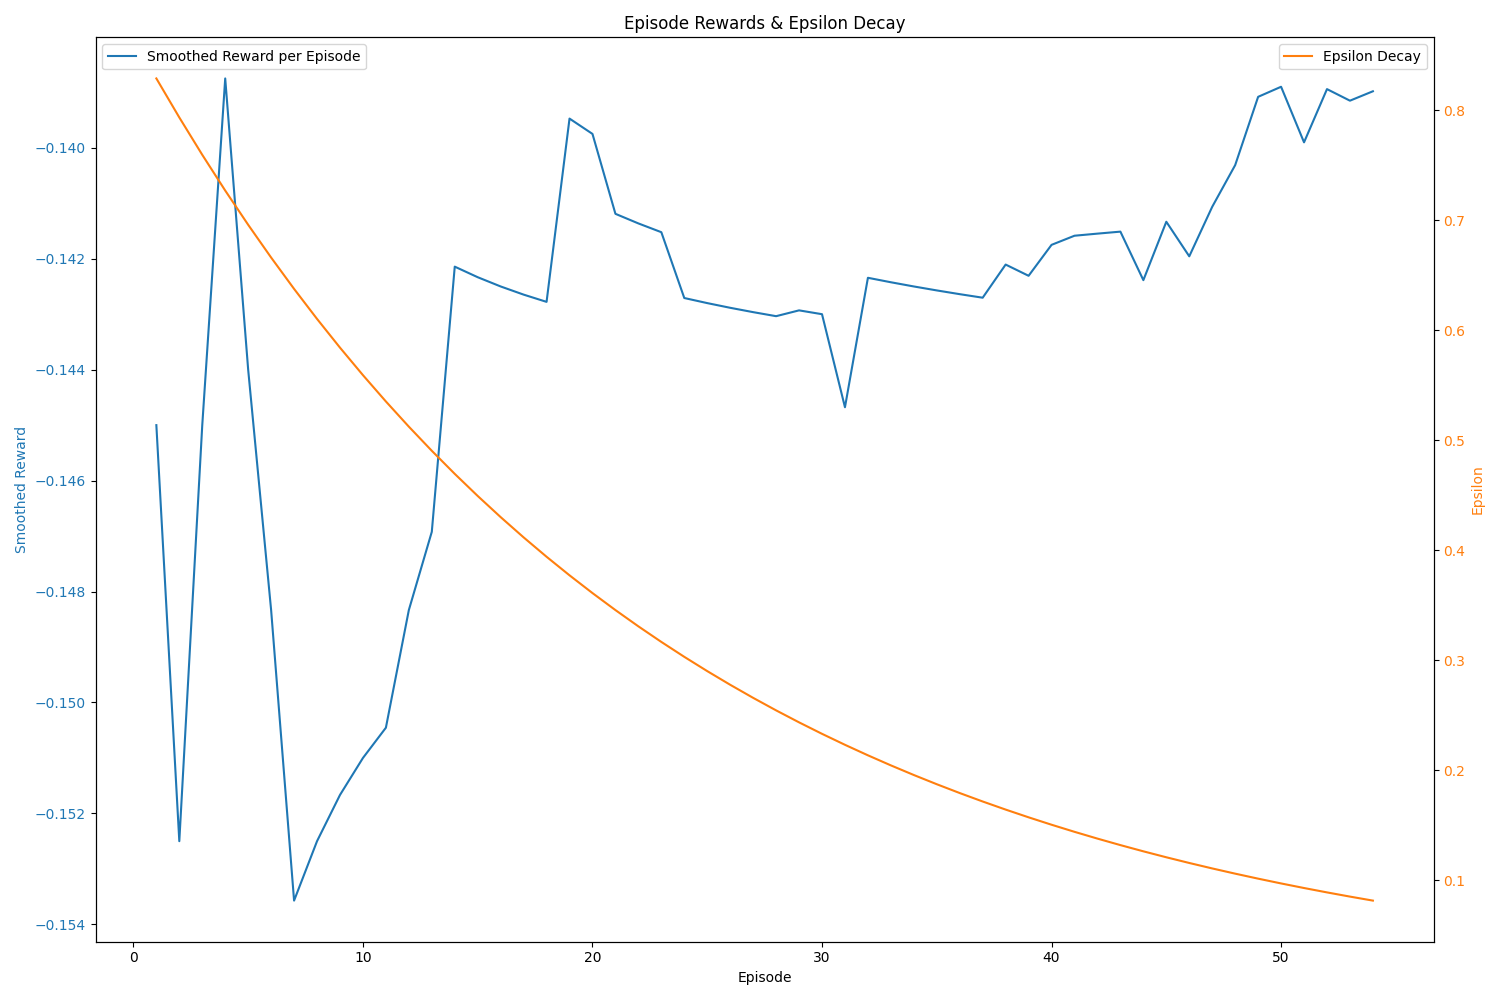 Episode Rewards & Epsilon Decay
Smoothed Reward per Episode
Epsilon Decay
−0.140
−0.142
−0.144
−0.146
−0.148
−0.150
−0.152
−0.154
Smoothed Reward
0.8
0.7
0.6
0.5
0.4
0.3
0.2
0.1
Epsilon
0 10 20 30 40 50
Episode